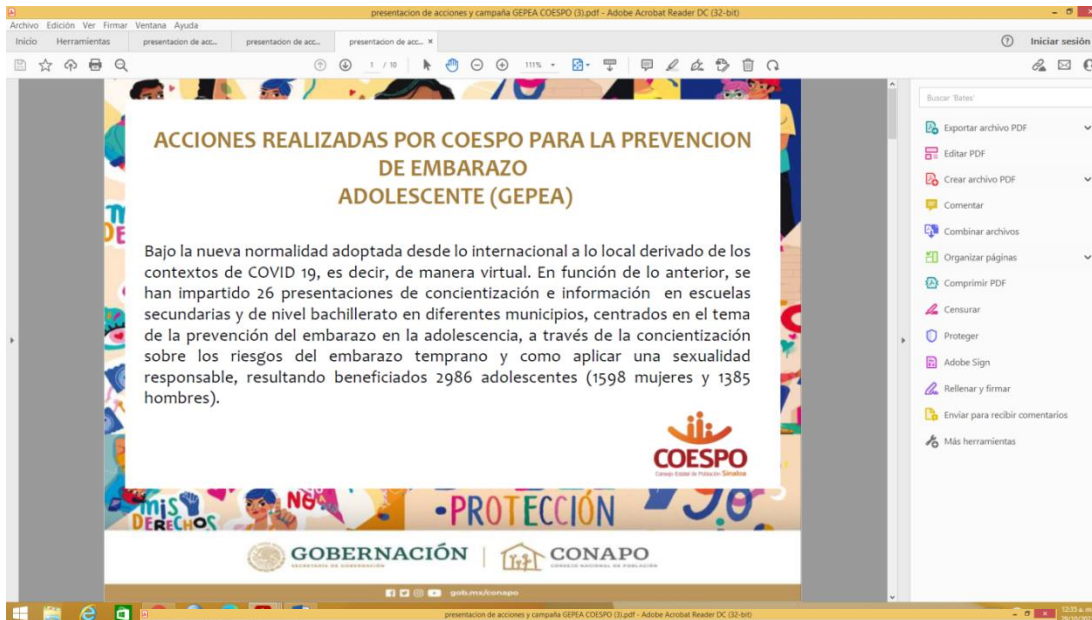 presentacion de acciones y campaña GEPEA COESPO (3).pdf - Adobe Acrobat Reader DC (32-bit)
Archivo Edición Ver Firmar Ventana Ayuda
Inicio Herramientas presentacion de acc... presentacion de acc... presentacion de acc... × Iniciar sesión
1 / 10 111%
Buscar 'Bates'
Exportar archivo PDF
Editar PDF
Crear archivo PDF
Comentar
Combinar archivos
Organizar páginas
Comprimir PDF
Censurar
Proteger
Adobe Sign
Rellenar y firmar
Enviar para recibir comentarios
Más herramientas
ACCIONES REALIZADAS POR COESPO PARA LA PREVENCION
DE EMBARAZO
ADOLESCENTE (GEPEA)
Bajo la nueva normalidad adoptada desde lo internacional a lo local derivado de los
contextos de COVID 19, es decir, de manera virtual. En función de lo anterior, se
han impartido 26 presentaciones de concientización e información en escuelas
secundarias y de nivel bachillerato en diferentes municipios, centrados en el tema
de la prevención del embarazo en la adolescencia, a través de la concientización
sobre los riesgos del embarazo temprano y como aplicar una sexualidad
responsable, resultando beneficiados 2986 adolescentes (1598 mujeres y 1385
hombres).
COESPO
Consejo Estatal de Población Sinaloa
MIS
DERECHOS
NO
•PROTECCIÓN
GOBERNACIÓN
SECRETARÍA DE GOBERNACIÓN
CONAPO
CONSEJO NACIONAL DE POBLACIÓN
gob.mx/conapo
presentacion de acciones y campaña GEPEA COESPO (3).pdf - Adobe Acrobat Reader DC (32-bit)
12:33 a. m.